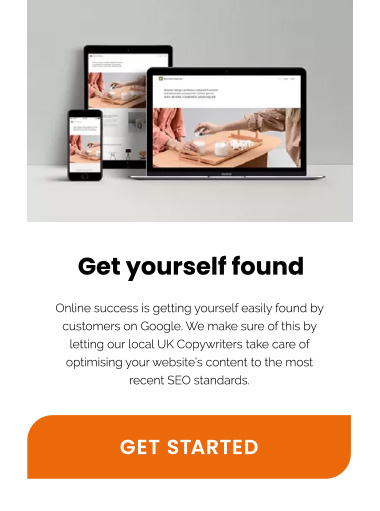 Get yourself found
Online success is getting yourself easily found by
customers on Google. We make sure of this by
letting our local UK Copywriters take care of
optimising your website's content to the most
recent SEO standards.
GET STARTED